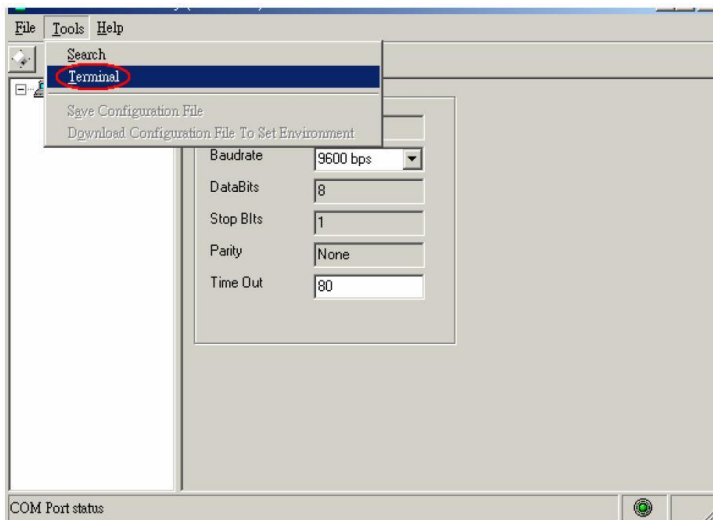 File Tools Help
Search
Terminal
Save Configuration File
Download Configuration File To Set Environment
Baudrate 9600 bps
DataBits 8
Stop BIts 1
Parity None
Time Out 80
COM Port status